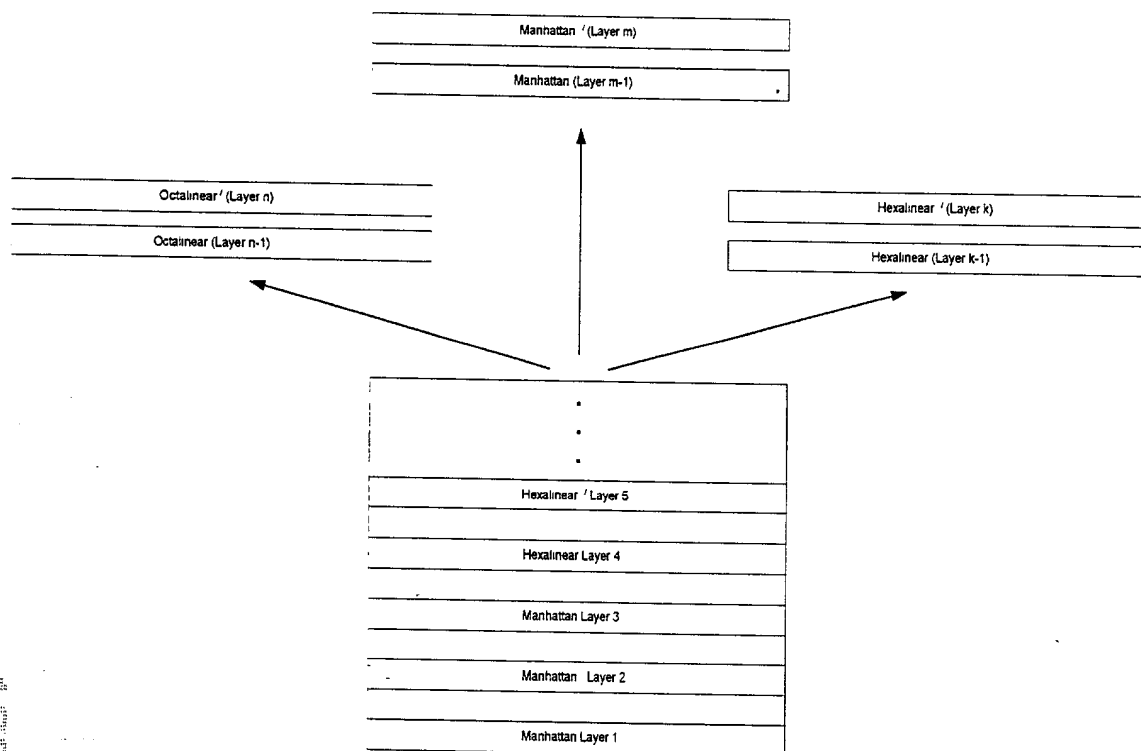 Manhattan ′ (Layer m)
Manhattan (Layer m-1)
Octalinear′ (Layer n)
Octalinear (Layer n-1)
Hexalinear ′ (Layer k)
Hexalinear (Layer k-1)
Hexalinear ′ Layer 5
Hexalinear Layer 4
Manhattan Layer 3
Manhattan Layer 2
Manhattan Layer 1